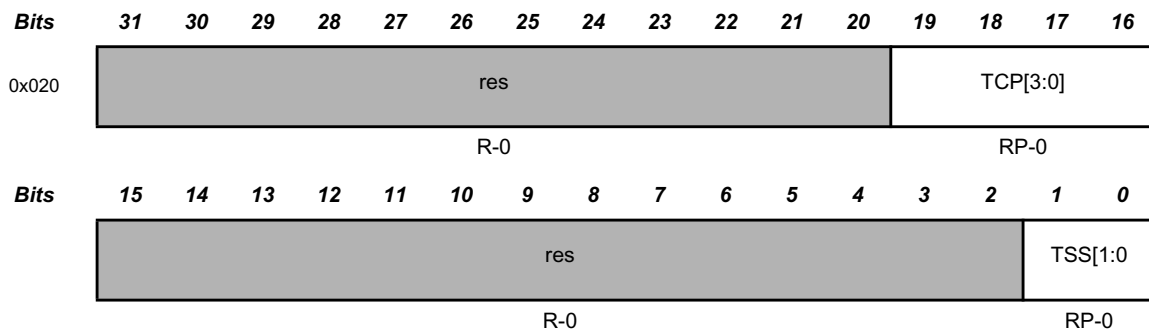 Bits 31 30 29 28 27 26 25 24 23 22 21 20 19 18 17 16
0x020 res TCP[3:0]
R-0 RP-0
Bits 15 14 13 12 11 10 9 8 7 6 5 4 3 2 1 0
res TSS[1:0
R-0 RP-0